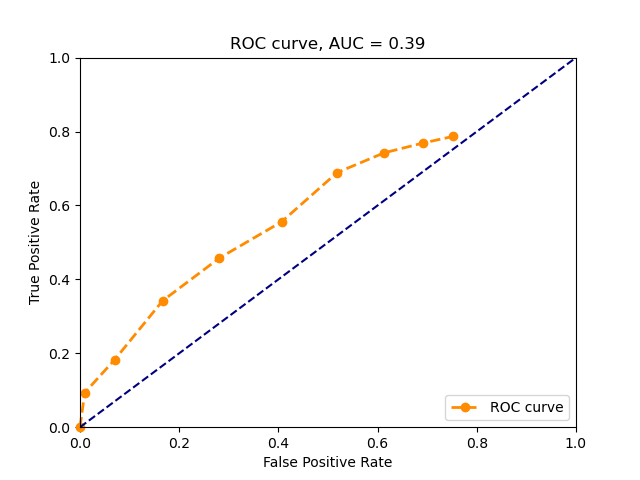 ROC curve, AUC = 0.39
1.0
0.8
0.6
0.4
0.2
0.0
True Positive Rate
0.0 0.2 0.4 0.6 0.8 1.0
False Positive Rate
ROC curve